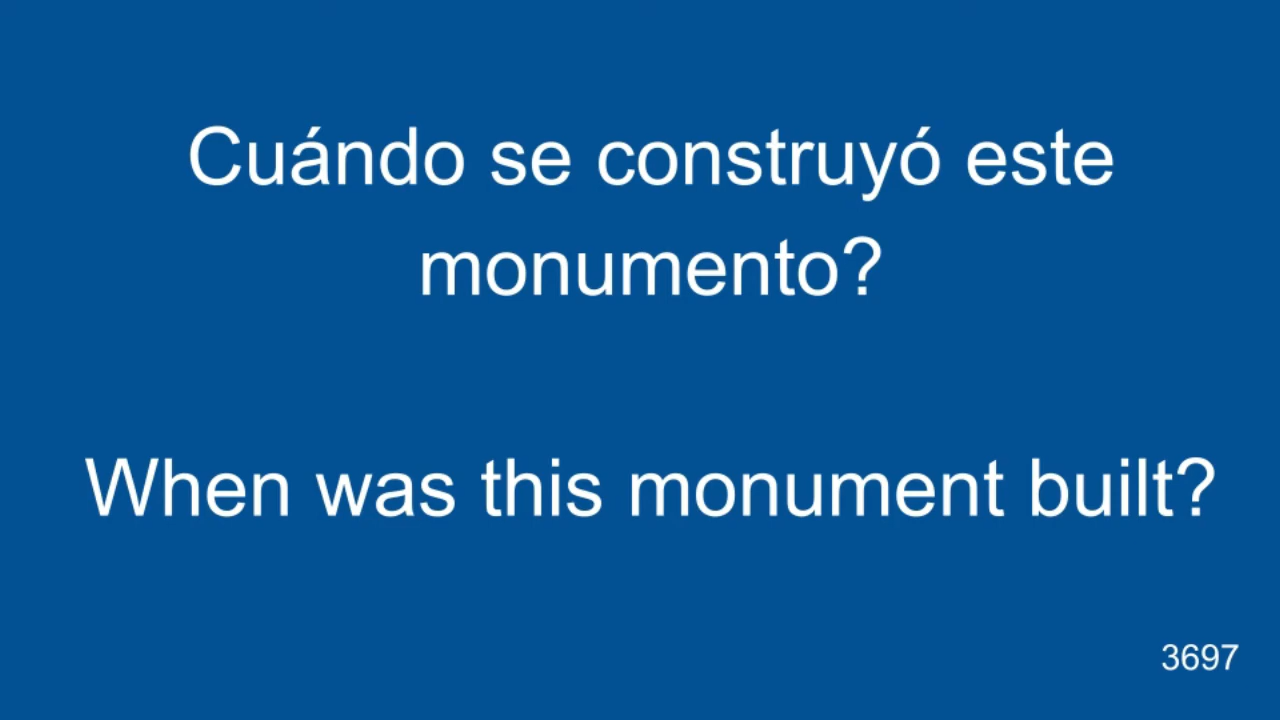 Cuándo se construyó este
monumento?
When was this monument built?
3697